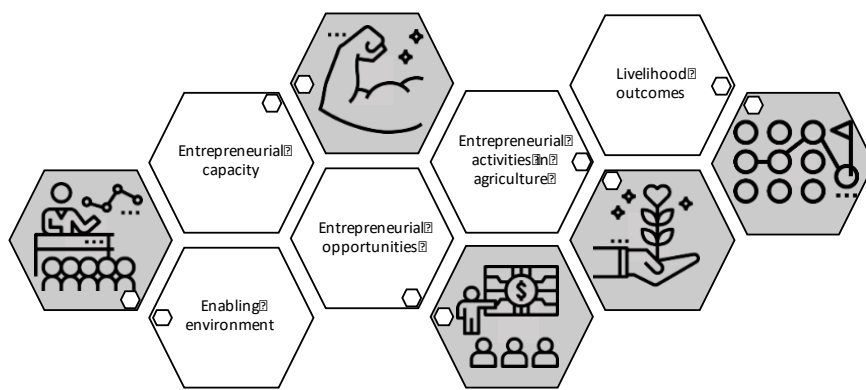 Livelihood
outcomes
Entrepreneurial
capacity
Entrepreneurial
activities in
agriculture
Entrepreneurial
opportunities
Enabling
environment
$